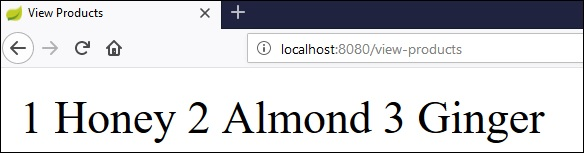 View Products
localhost:8080/view-products
1 Honey 2 Almond 3 Ginger